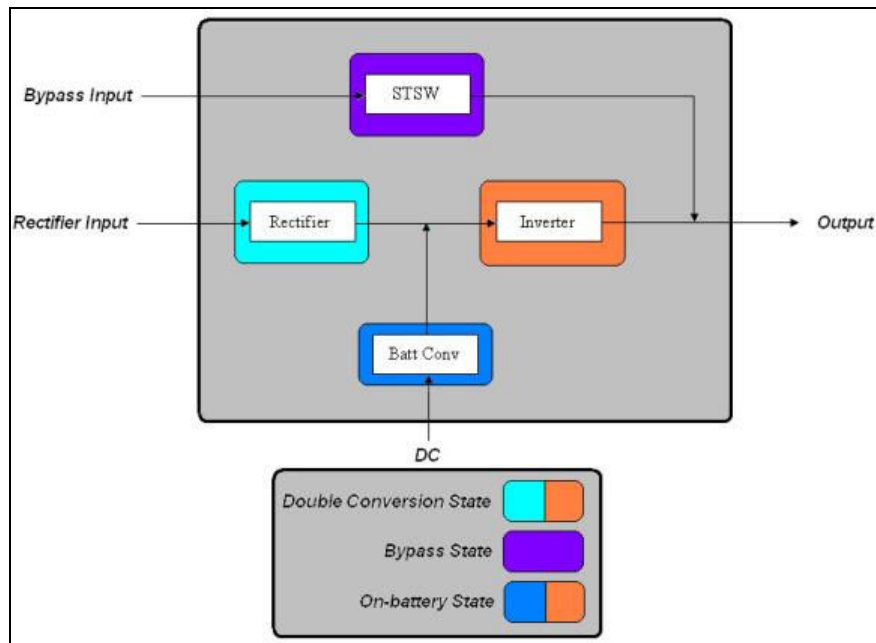 STSW
Bypass Input
Rectifier Input
Rectifier
Inverter
Output
Batt Conv
DC
Double Conversion State
Bypass State
On-battery State